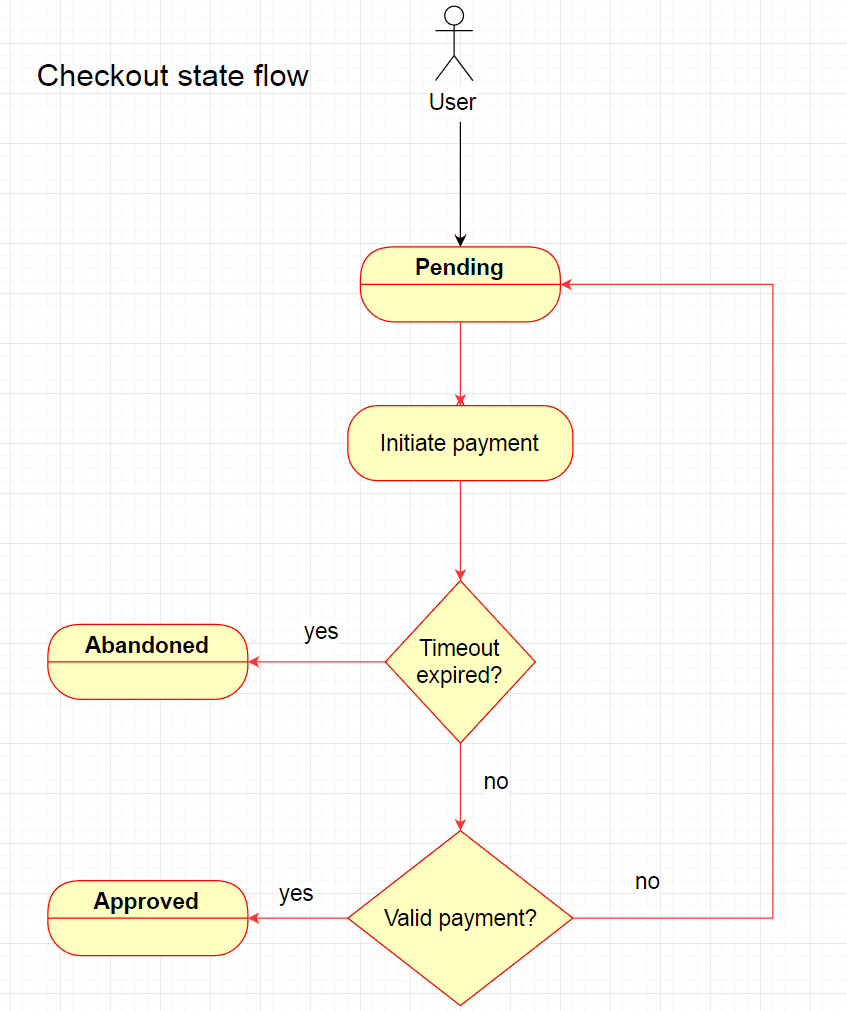 Checkout state flow
User
Pending
Initiate payment
Timeout
expired?
yes
Abandoned
no
Valid payment?
yes
Approved
no